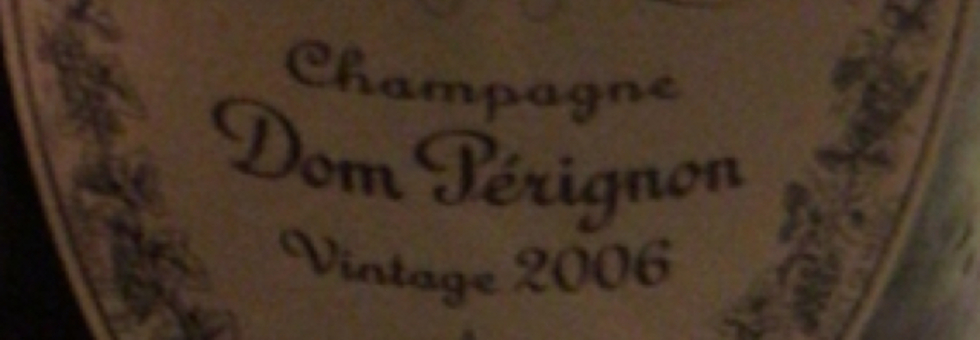 Champagne
Dom Pérignon
Vintage 2006